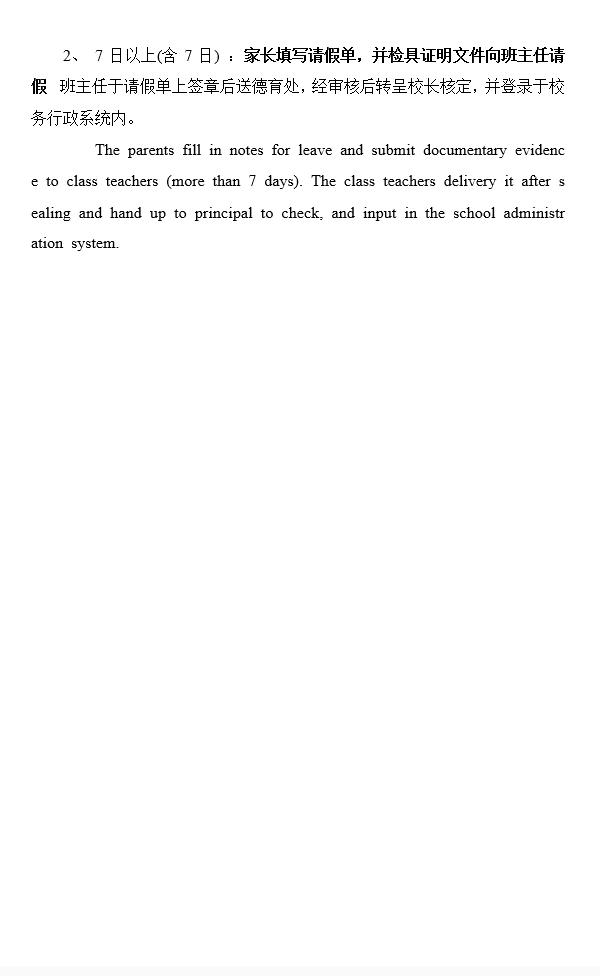 2、 7 日以上(含 7 日) ：家长填写请假单，并检具证明文件向班主任请
假 班主任于请假单上签章后送德育处，经审核后转呈校长核定，并登录于校
务行政系统内。
The parents fill in notes for leave and submit documentary evidenc
e to class teachers (more than 7 days). The class teachers delivery it after s
ealing and hand up to principal to check, and input in the school administr
ation system.